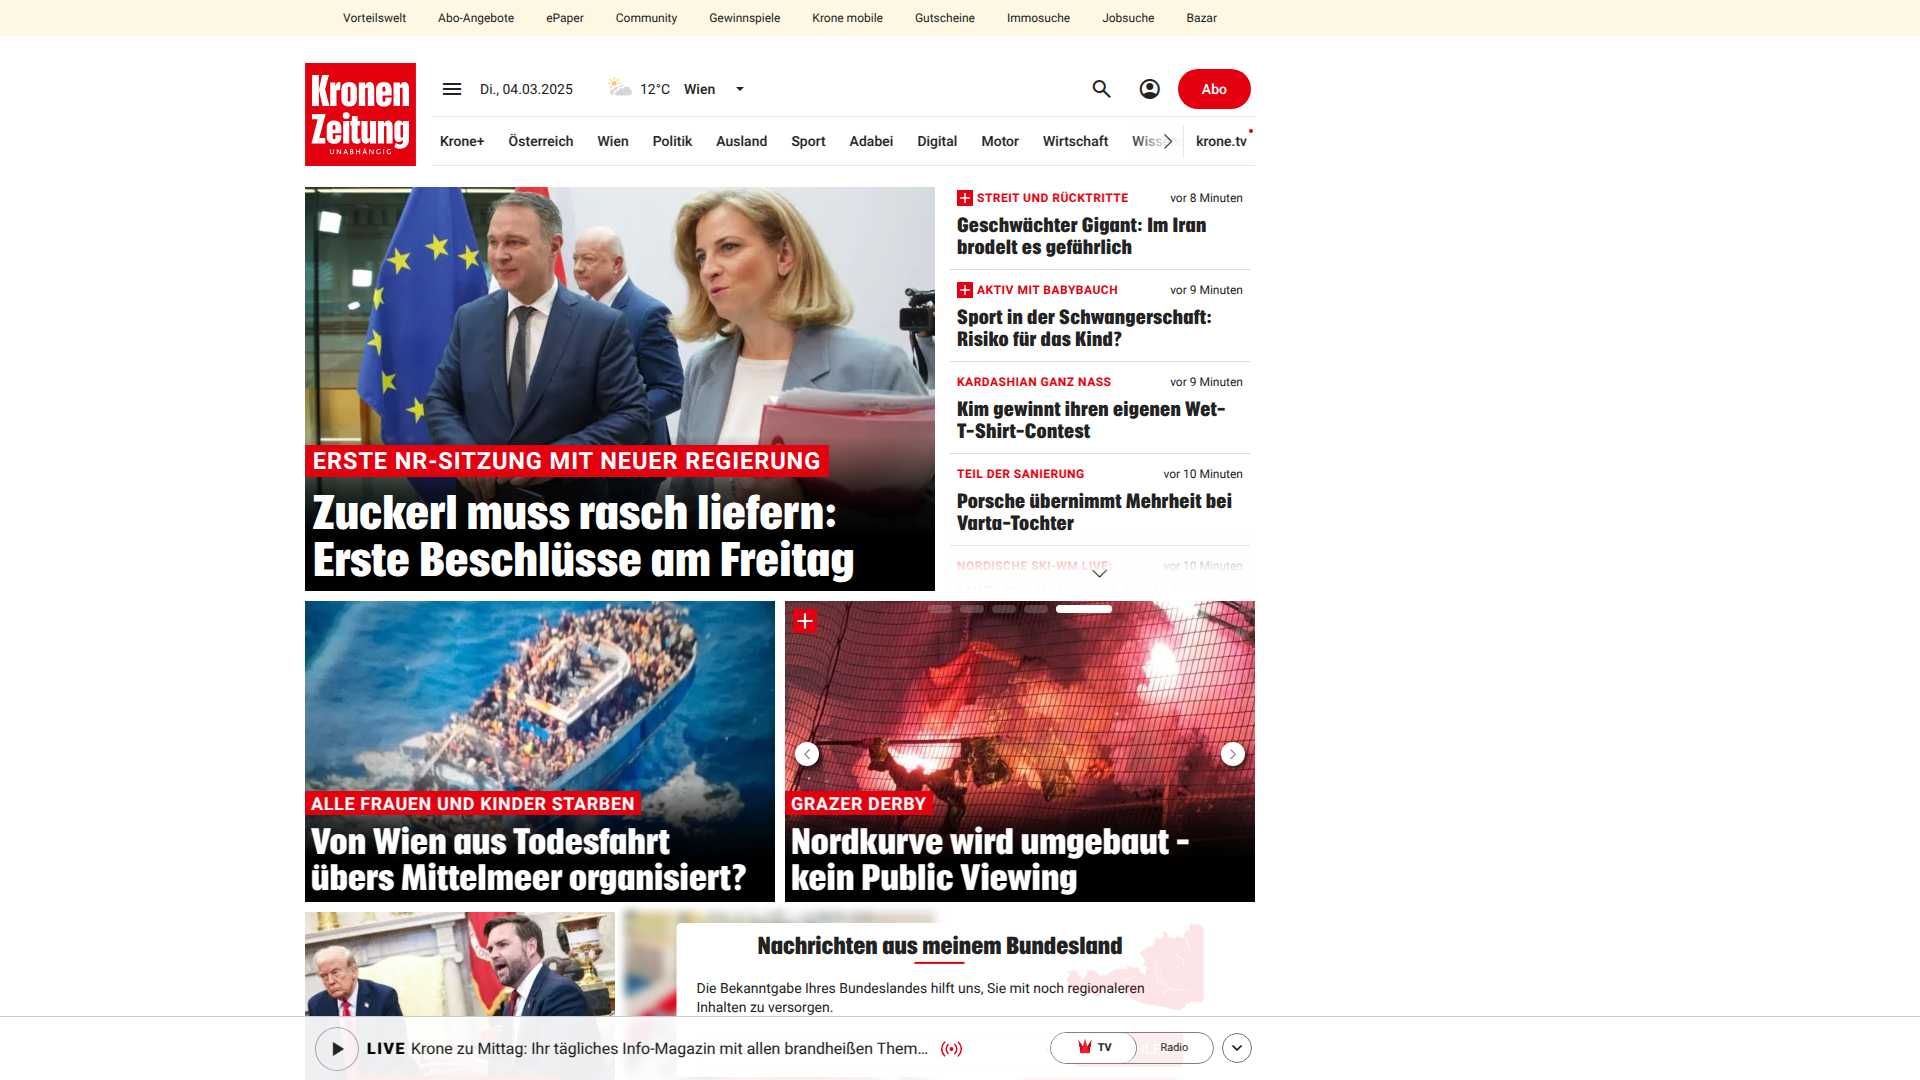 Vorteilswelt Abo-Angebote ePaper Community Gewinnspiele Krone mobile Gutscheine Immosuche Jobsuche Bazar
Kronen
Zeitung
UNABHÄNGIG
Di., 04.03.2025 12°C Wien
Abo
Krone+ Österreich Wien Politik Ausland Sport Adabei Digital Motor Wirtschaft krone.tv
ERSTE NR-SITZUNG MIT NEUER REGIERUNG
Zuckerl muss rasch liefern:
Erste Beschlüsse am Freitag
STREIT UND RÜCKTRITTE vor 8 Minuten
Geschwächter Gigant: Im Iran
brodelt es gefährlich
AKTIV MIT BABYBAUCH vor 9 Minuten
Sport in der Schwangerschaft:
Risiko für das Kind?
KARDASHIAN GANZ NASS vor 9 Minuten
Kim gewinnt ihren eigenen Wet-
T-Shirt-Contest
TEIL DER SANIERUNG vor 10 Minuten
Porsche übernimmt Mehrheit bei
Varta-Tochter
NORDISCHE SKI-WM LIVE: vor 10 Minuten
ALLE FRAUEN UND KINDER STARBEN
Von Wien aus Todesfahrt
übers Mittelmeer organisiert?
GRAZER DERBY
Nordkurve wird umgebaut -
kein Public Viewing
Nachrichten aus meinem Bundesland
Die Bekanntgabe Ihres Bundeslandes hilft uns, Sie mit noch regionaleren
Inhalten zu versorgen.
LIVE Krone zu Mittag: Ihr tägliches Info-Magazin mit allen brandheißen Them...
TV Radio